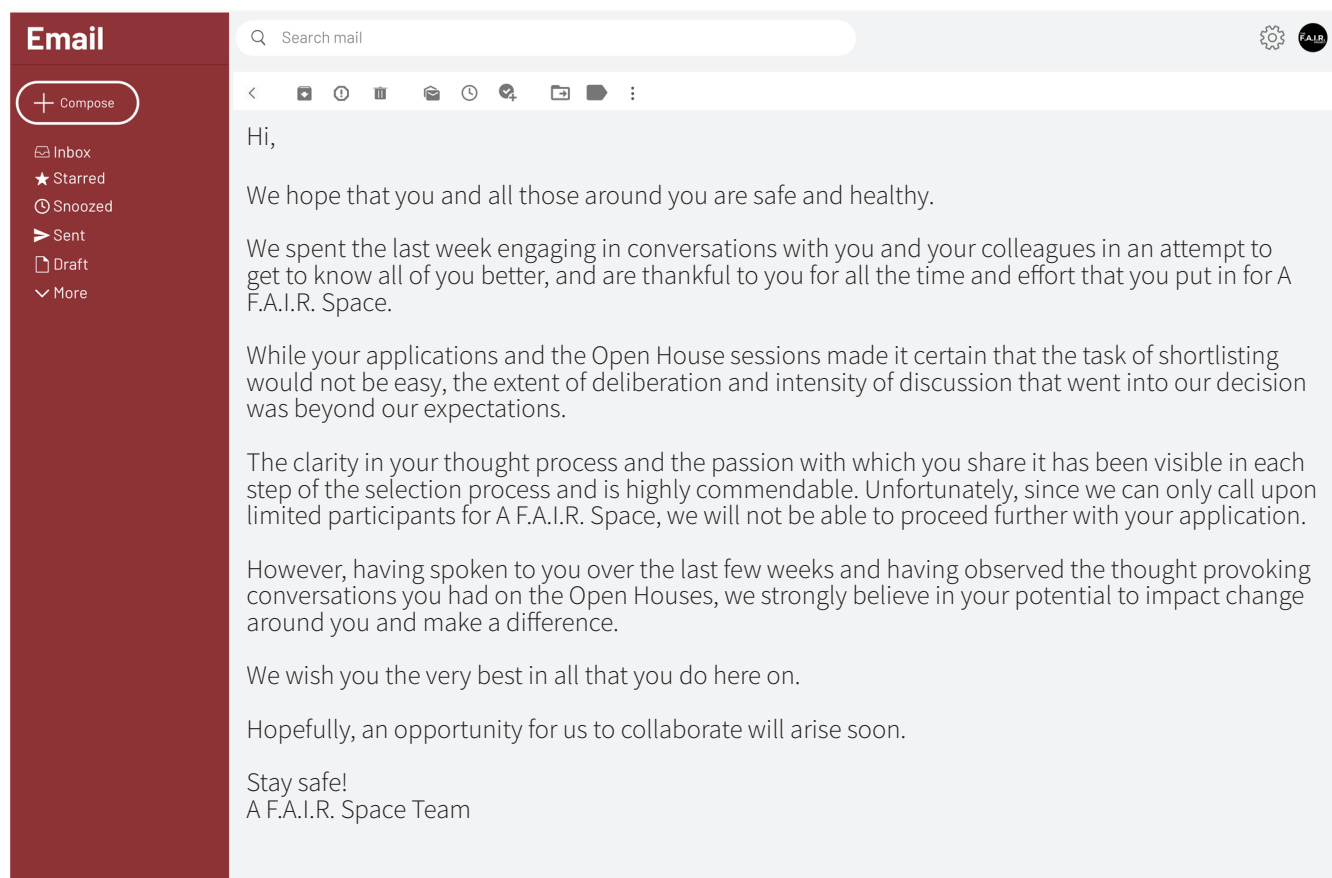 Email
Search mail
F.A.I.R.
Compose
Inbox
Starred
Snoozed
Sent
Draft
More
Hi,
We hope that you and all those around you are safe and healthy.
We spent the last week engaging in conversations with you and your colleagues in an attempt to
get to know all of you better, and are thankful to you for all the time and effort that you put in for A
F.A.I.R. Space.
While your applications and the Open House sessions made it certain that the task of shortlisting
would not be easy, the extent of deliberation and intensity of discussion that went into our decision
was beyond our expectations.
The clarity in your thought process and the passion with which you share it has been visible in each
step of the selection process and is highly commendable. Unfortunately, since we can only call upon
limited participants for A F.A.I.R. Space, we will not be able to proceed further with your application.
However, having spoken to you over the last few weeks and having observed the thought provoking
conversations you had on the Open Houses, we strongly believe in your potential to impact change
around you and make a difference.
We wish you the very best in all that you do here on.
Hopefully, an opportunity for us to collaborate will arise soon.
Stay safe!
A F.A.I.R. Space Team